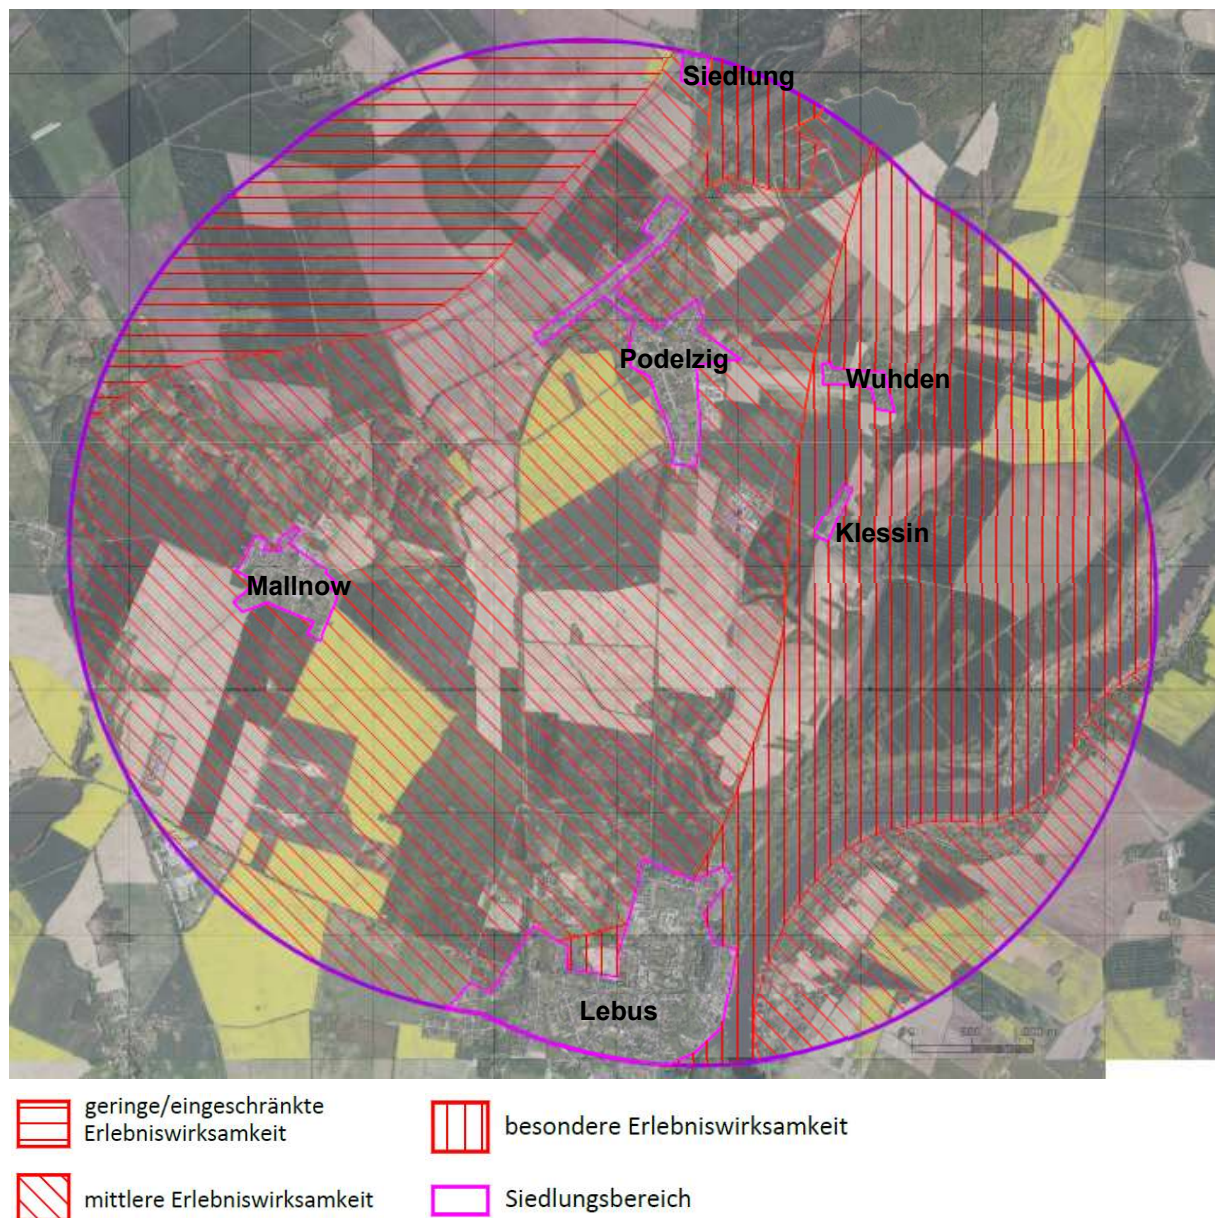 Siedlung
Podelzig
Wuhden
Klessin
Mallnow
Lebus
geringe/eingeschränkte
Erlebniswirksamkeit
besondere Erlebniswirksamkeit
mittlere Erlebniswirksamkeit
Siedlungsbereich